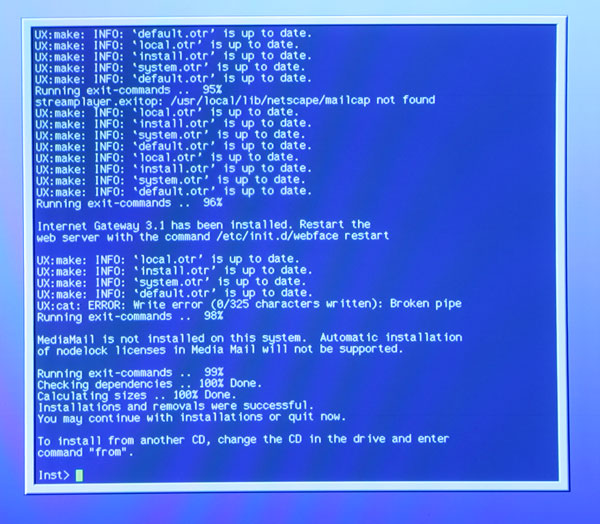 UX:make: INFO: `default.otr' is up to date.
UX:make: INFO: `local.otr' is up to date.
UX:make: INFO: `install.otr' is up to date.
UX:make: INFO: `system.otr' is up to date.
UX:make: INFO: `default.otr' is up to date.
Running exit-commands .. 95%
streamplayer.exitop: /usr/local/lib/netscape/mailcap not found
UX:make: INFO: `local.otr' is up to date.
UX:make: INFO: `install.otr' is up to date.
UX:make: INFO: `system.otr' is up to date.
UX:make: INFO: `default.otr' is up to date.
UX:make: INFO: `local.otr' is up to date.
UX:make: INFO: `install.otr' is up to date.
UX:make: INFO: `system.otr' is up to date.
UX:make: INFO: `default.otr' is up to date.
Running exit-commands .. 96%
Internet Gateway 3.1 has been installed. Restart the
web server with the command /etc/init.d/webface restart
UX:make: INFO: `local.otr' is up to date.
UX:make: INFO: `install.otr' is up to date.
UX:make: INFO: `system.otr' is up to date.
UX:make: INFO: `default.otr' is up to date.
UX:cat: ERROR: Write error (0/325 characters written): Broken pipe
Running exit-commands .. 98%
MediaMail is not installed on this system. Automatic installation
of nodelock licenses in Media Mail will not be supported.
Running exit-commands .. 99%
Checking dependencies .. 100% Done.
Calculating sizes .. 100% Done.
Installations and removals were successful.
You may continue with installations or quit now.
To install from another CD, change the CD in the drive and enter
command "from".
Inst>